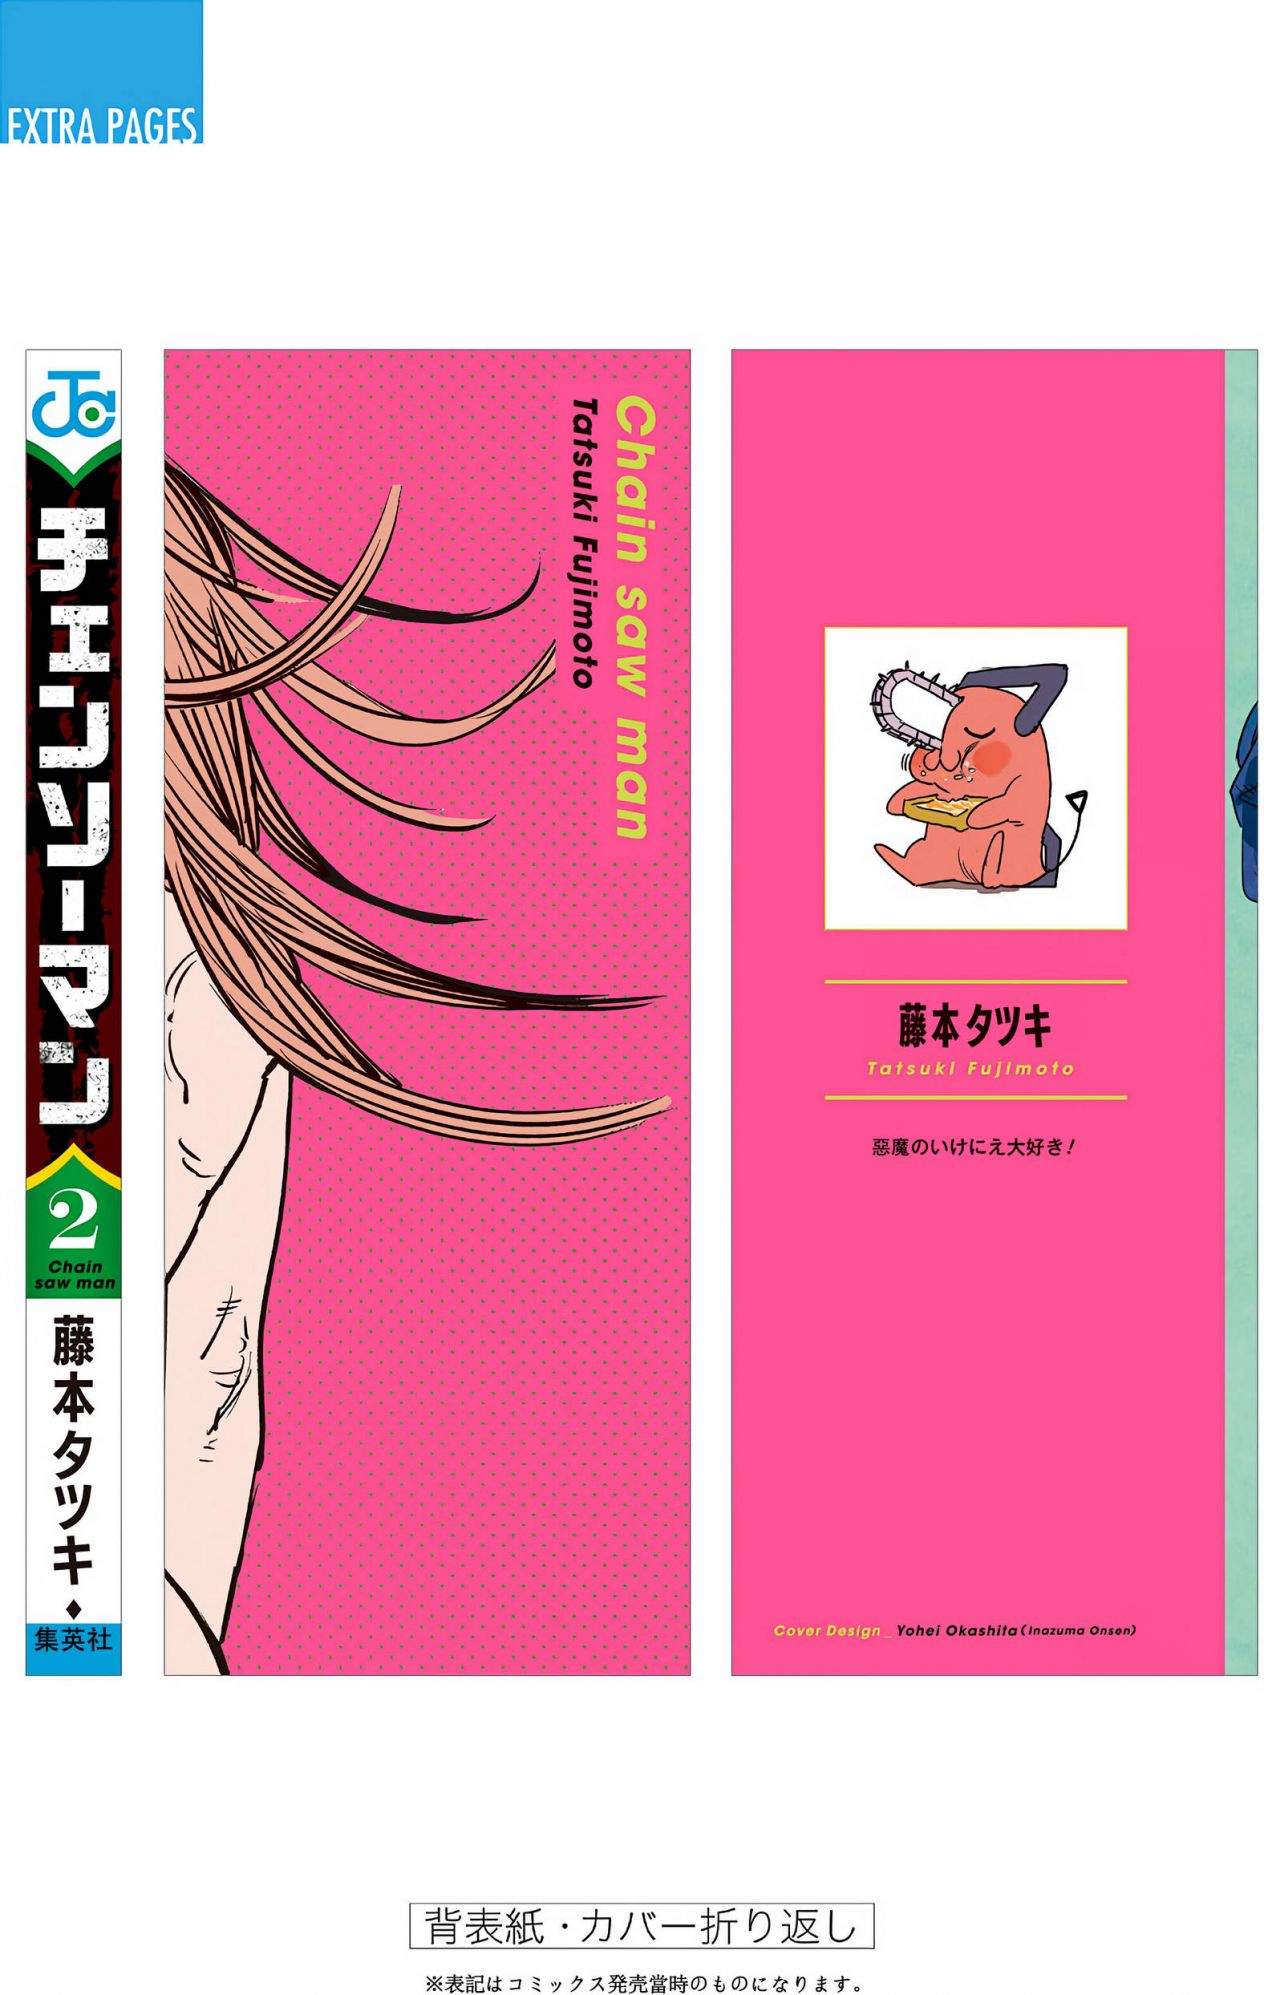 EXTRA PAGES
JC
チェンソーマン
2
Chain
saw man
藤本タツキ◆
集英社
Chain saw man
Tatsuki Fujimoto
藤本タツキ
Tatsuki Fujimoto
惡魔のいけにえ大好き!
Cover Design _ Yohei Okashita(Inazuma Onsen)
背表紙・カバー折り返し
※表記はコミックス発売當時のものになります。